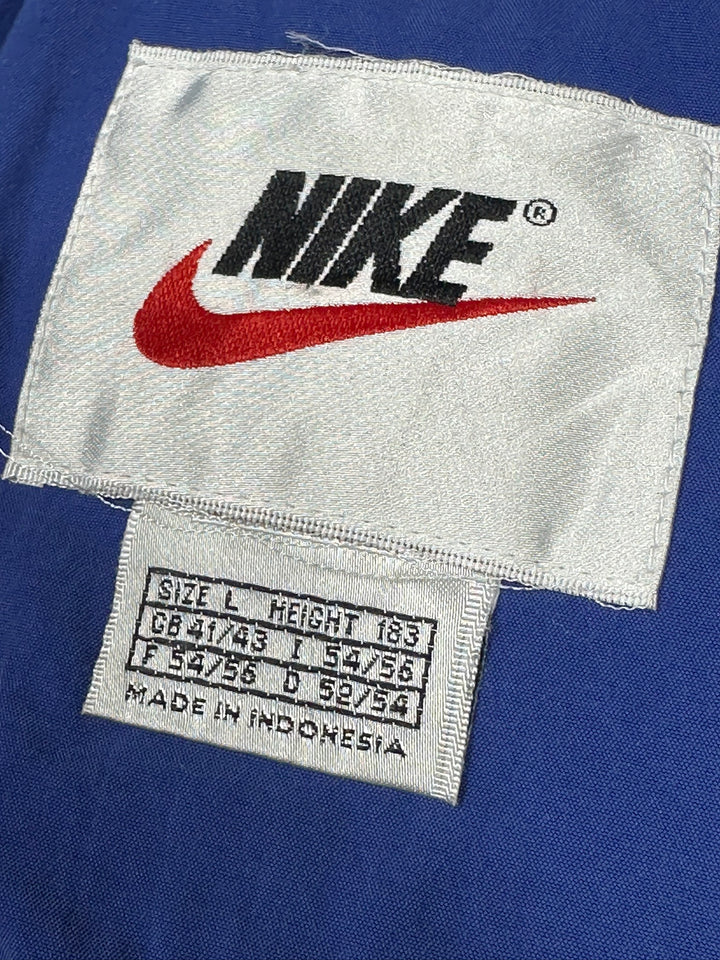 NIKE®
SIZE L HEIGHT 183
GB 41/43 I 54/56
F 54/56 D 52/54
MADE IN INDONESIA